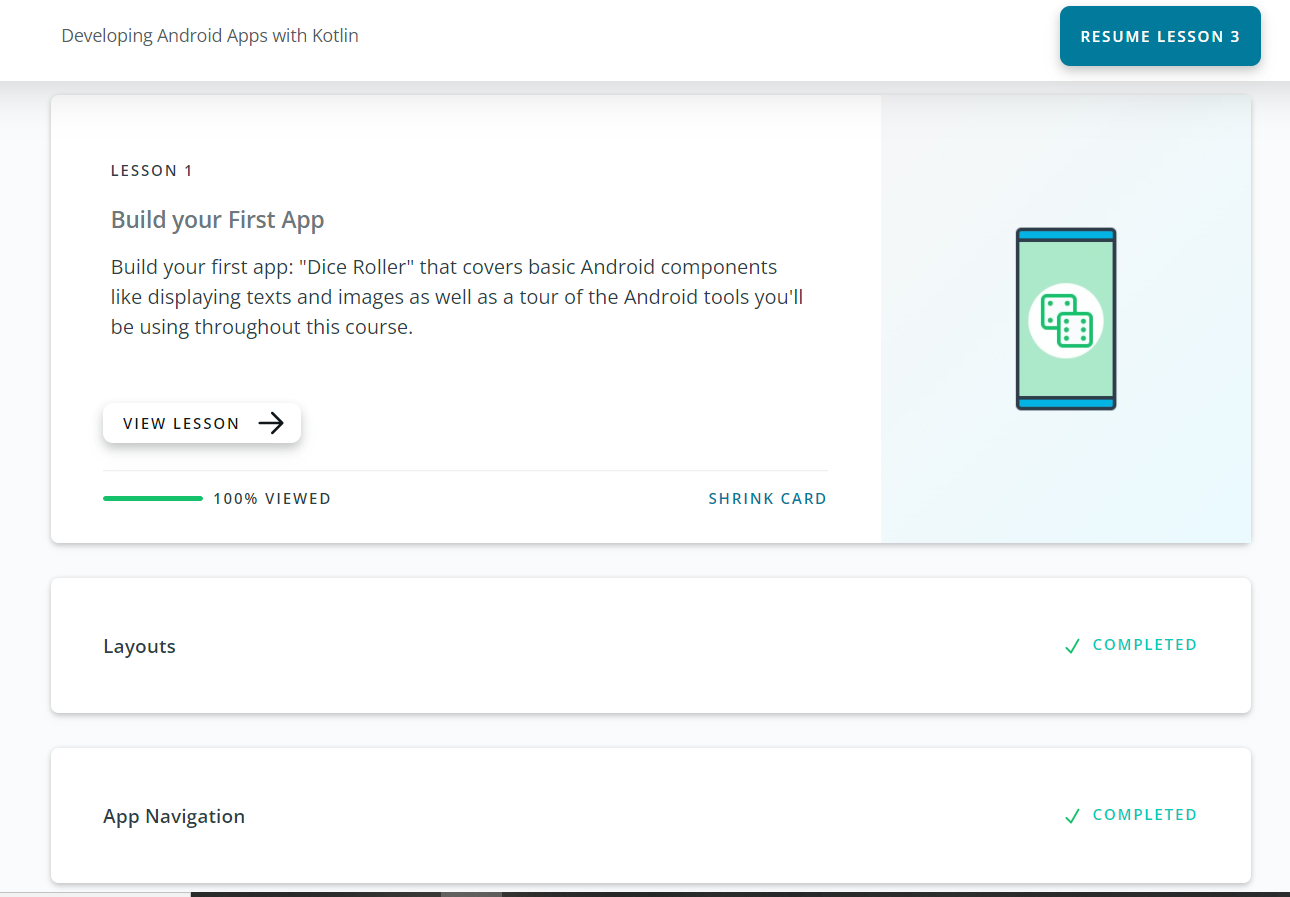 Developing Android Apps with Kotlin
RESUME LESSON 3
LESSON 1
Build your First App
Build your first app: "Dice Roller" that covers basic Android components
like displaying texts and images as well as a tour of the Android tools you'll
be using throughout this course.
VIEW LESSON
100% VIEWED
SHRINK CARD
Layouts
COMPLETED
App Navigation
COMPLETED